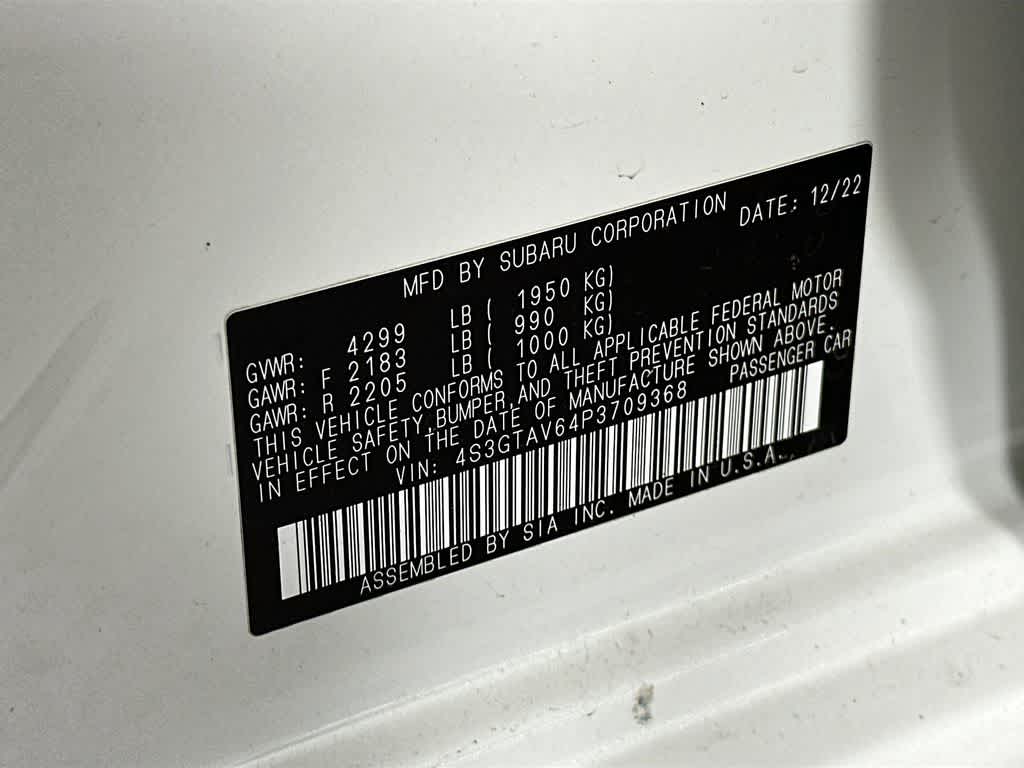 MFD BY SUBARU CORPORATION DATE: 12/22
GVWR: 4299 LB ( 1950 KG)
GAWR: F 2183 LB ( 990 KG)
GAWR: R 2205 LB ( 1000 KG)
THIS VEHICLE CONFORMS TO ALL APPLICABLE FEDERAL MOTOR
VEHICLE SAFETY,BUMPER,AND THEFT PREVENTION STANDARDS
IN EFFECT ON THE DATE OF MANUFACTURE SHOWN ABOVE.
VIN: 4S3GTAV64P3709368 PASSENGER CAR
ASSEMBLED BY SIA INC. MADE IN U.S.A.